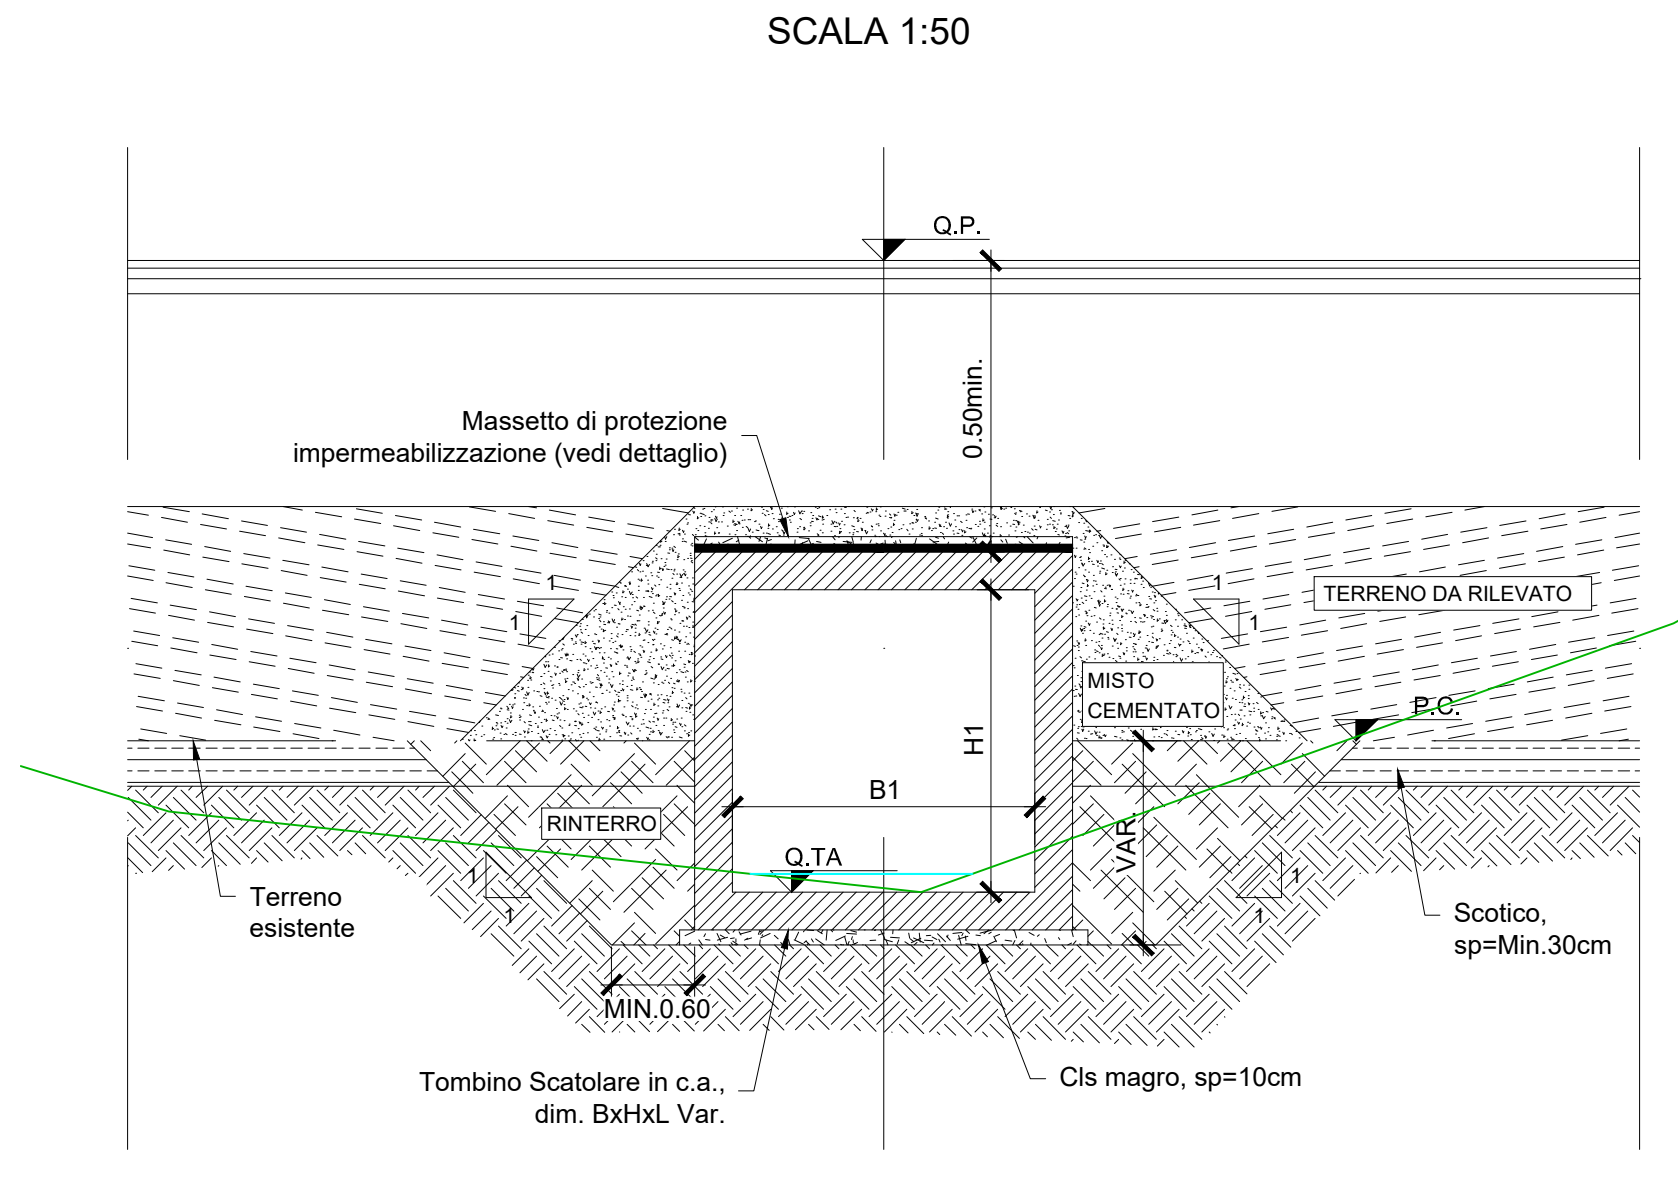 SCALA 1:50
Q.P.
0.50min.
Massetto di protezione
impermeabilizzazione (vedi dettaglio)
1
1
1
1
TERRENO DA RILEVATO
MISTO
CEMENTATO
P.C.
H1
B1
RINTERRO
VAR.
Q.TA
1
1
1
1
Terreno
esistente
Scotico,
sp=Min.30cm
MIN.0.60
Tombino Scatolare in c.a.,
dim. BxHxL Var.
Cls magro, sp=10cm